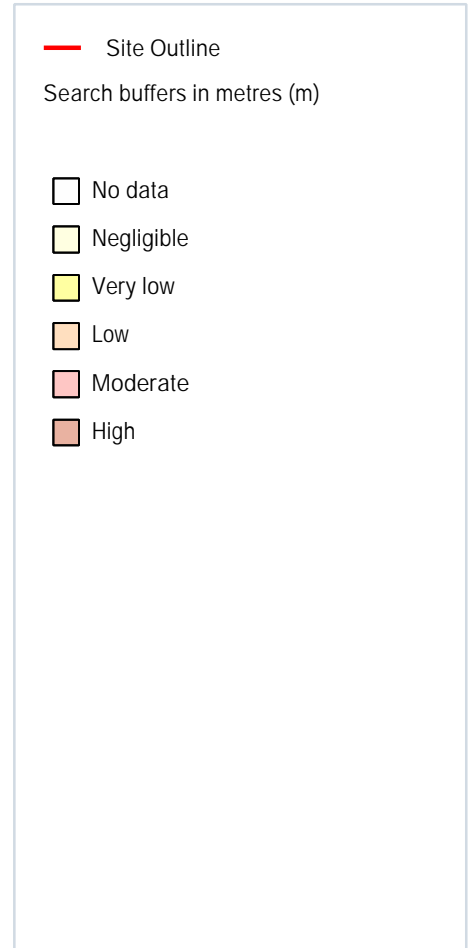 Site Outline
Search buffers in metres (m)
No data
Negligible
Very low
Low
Moderate
High